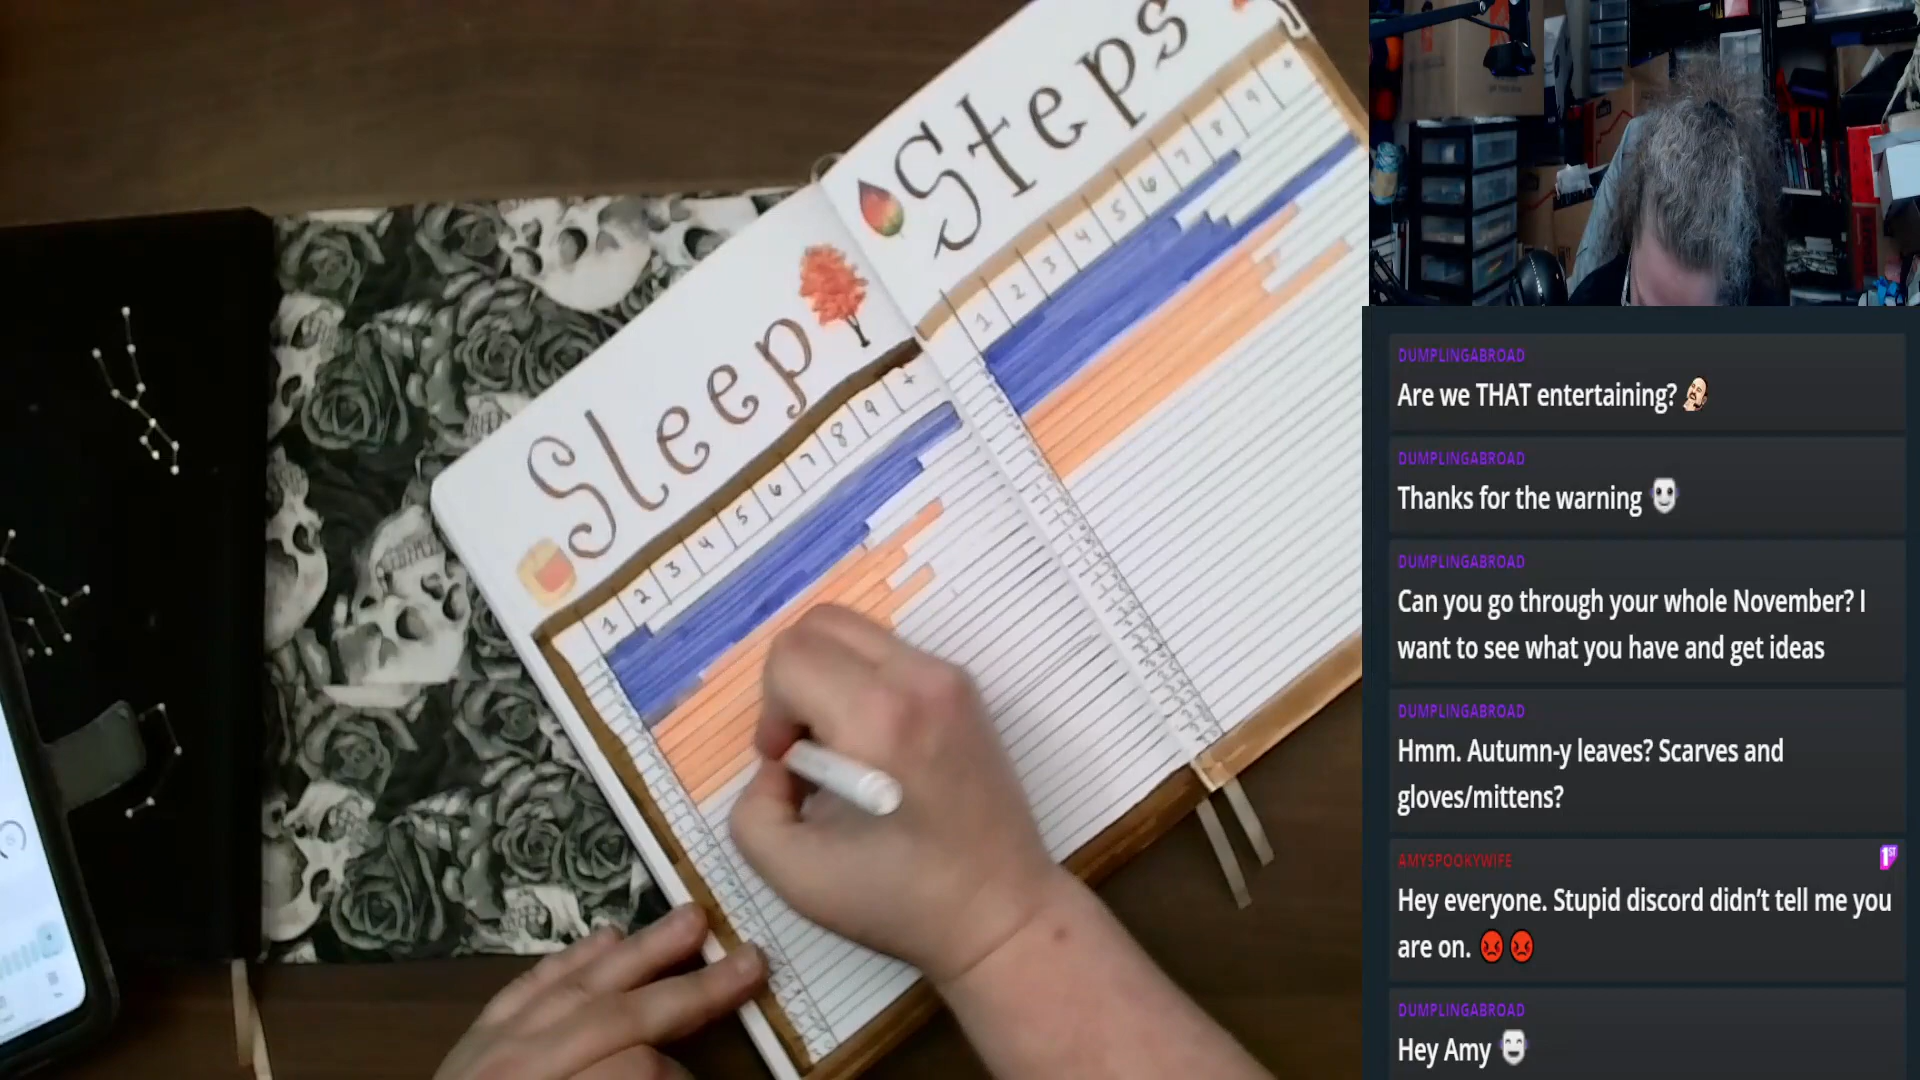 Sleep
1 2 3 4 5 6 7 8 9 +
Steps
1 2 3 4 5 6 7 8 9 +
DUMPLINGABROAD
Are we THAT entertaining?
DUMPLINGABROAD
Thanks for the warning
DUMPLINGABROAD
Can you go through your whole November? I
want to see what you have and get ideas
DUMPLINGABROAD
Hmm. Autumn-y leaves? Scarves and
gloves/mittens?
AMYSPOOKYWIFE
1ST
Hey everyone. Stupid discord didn't tell me you
are on.
DUMPLINGABROAD
Hey Amy